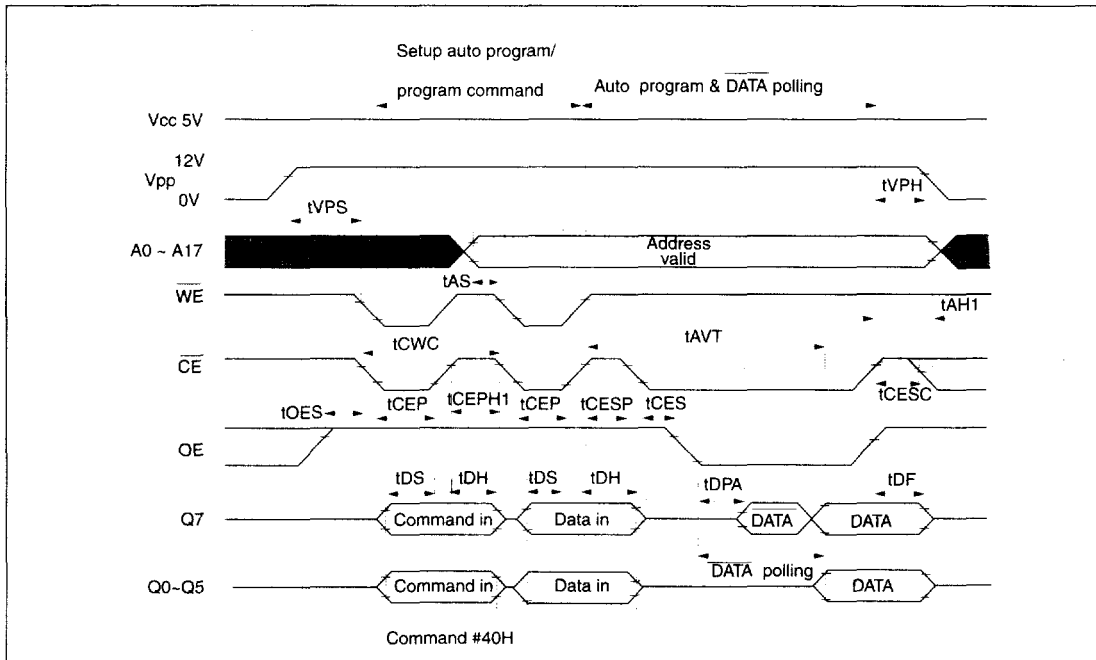 Setup auto program/
program command
Auto program & DATA polling
Vcc 5V
12V
Vpp
0V
tVPH
tVPS
A0 ~ A17
Address
valid
tAS
WE
tAH1
tCWC
tAVT
CE
tCESC
tOES
tCEP
tCEPH1
tCEP
tCESP
tCES
OE
tDS
tDH
tDS
tDH
tDPA
tDF
Q7
Command in
Data in
DATA
DATA
DATA polling
Q0~Q5
Command in
Data in
DATA
Command #40H